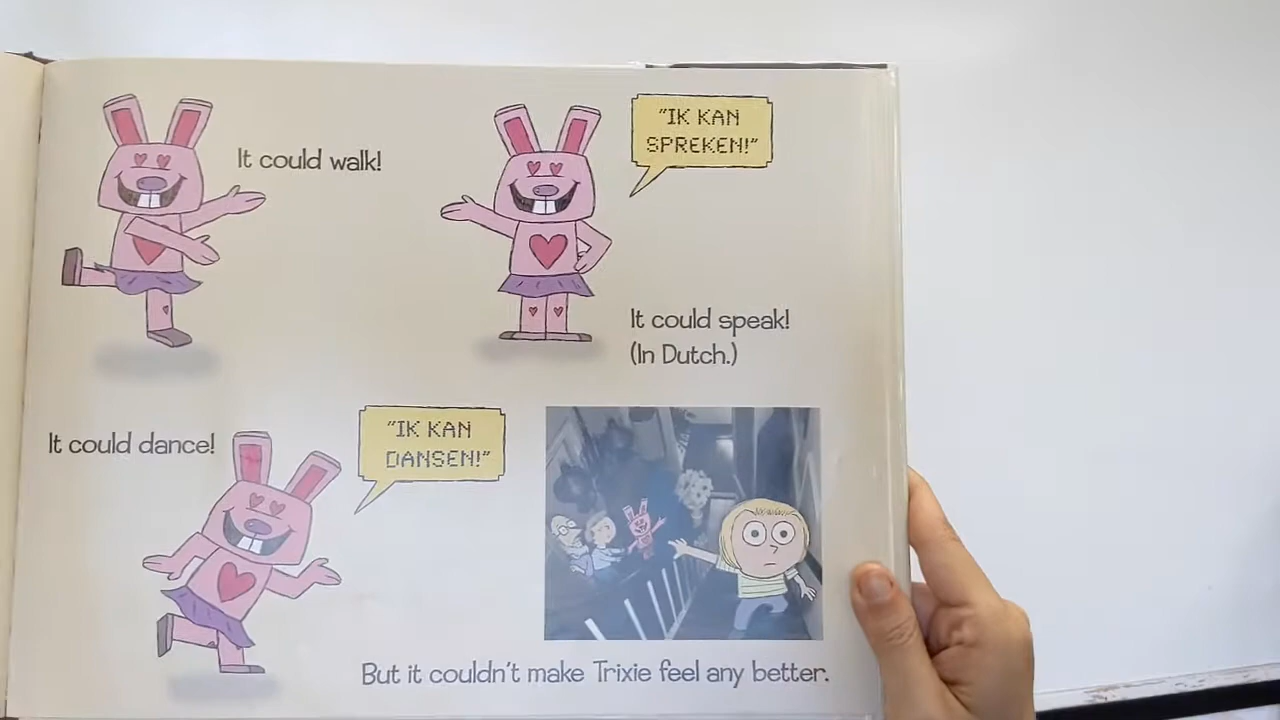 It could walk!
"IK KAN
SPREKEN!"
It could speak!
(In Dutch.)
It could dance!
"IK KAN
DANSEN!"
But it couldn't make Trixie feel any better.